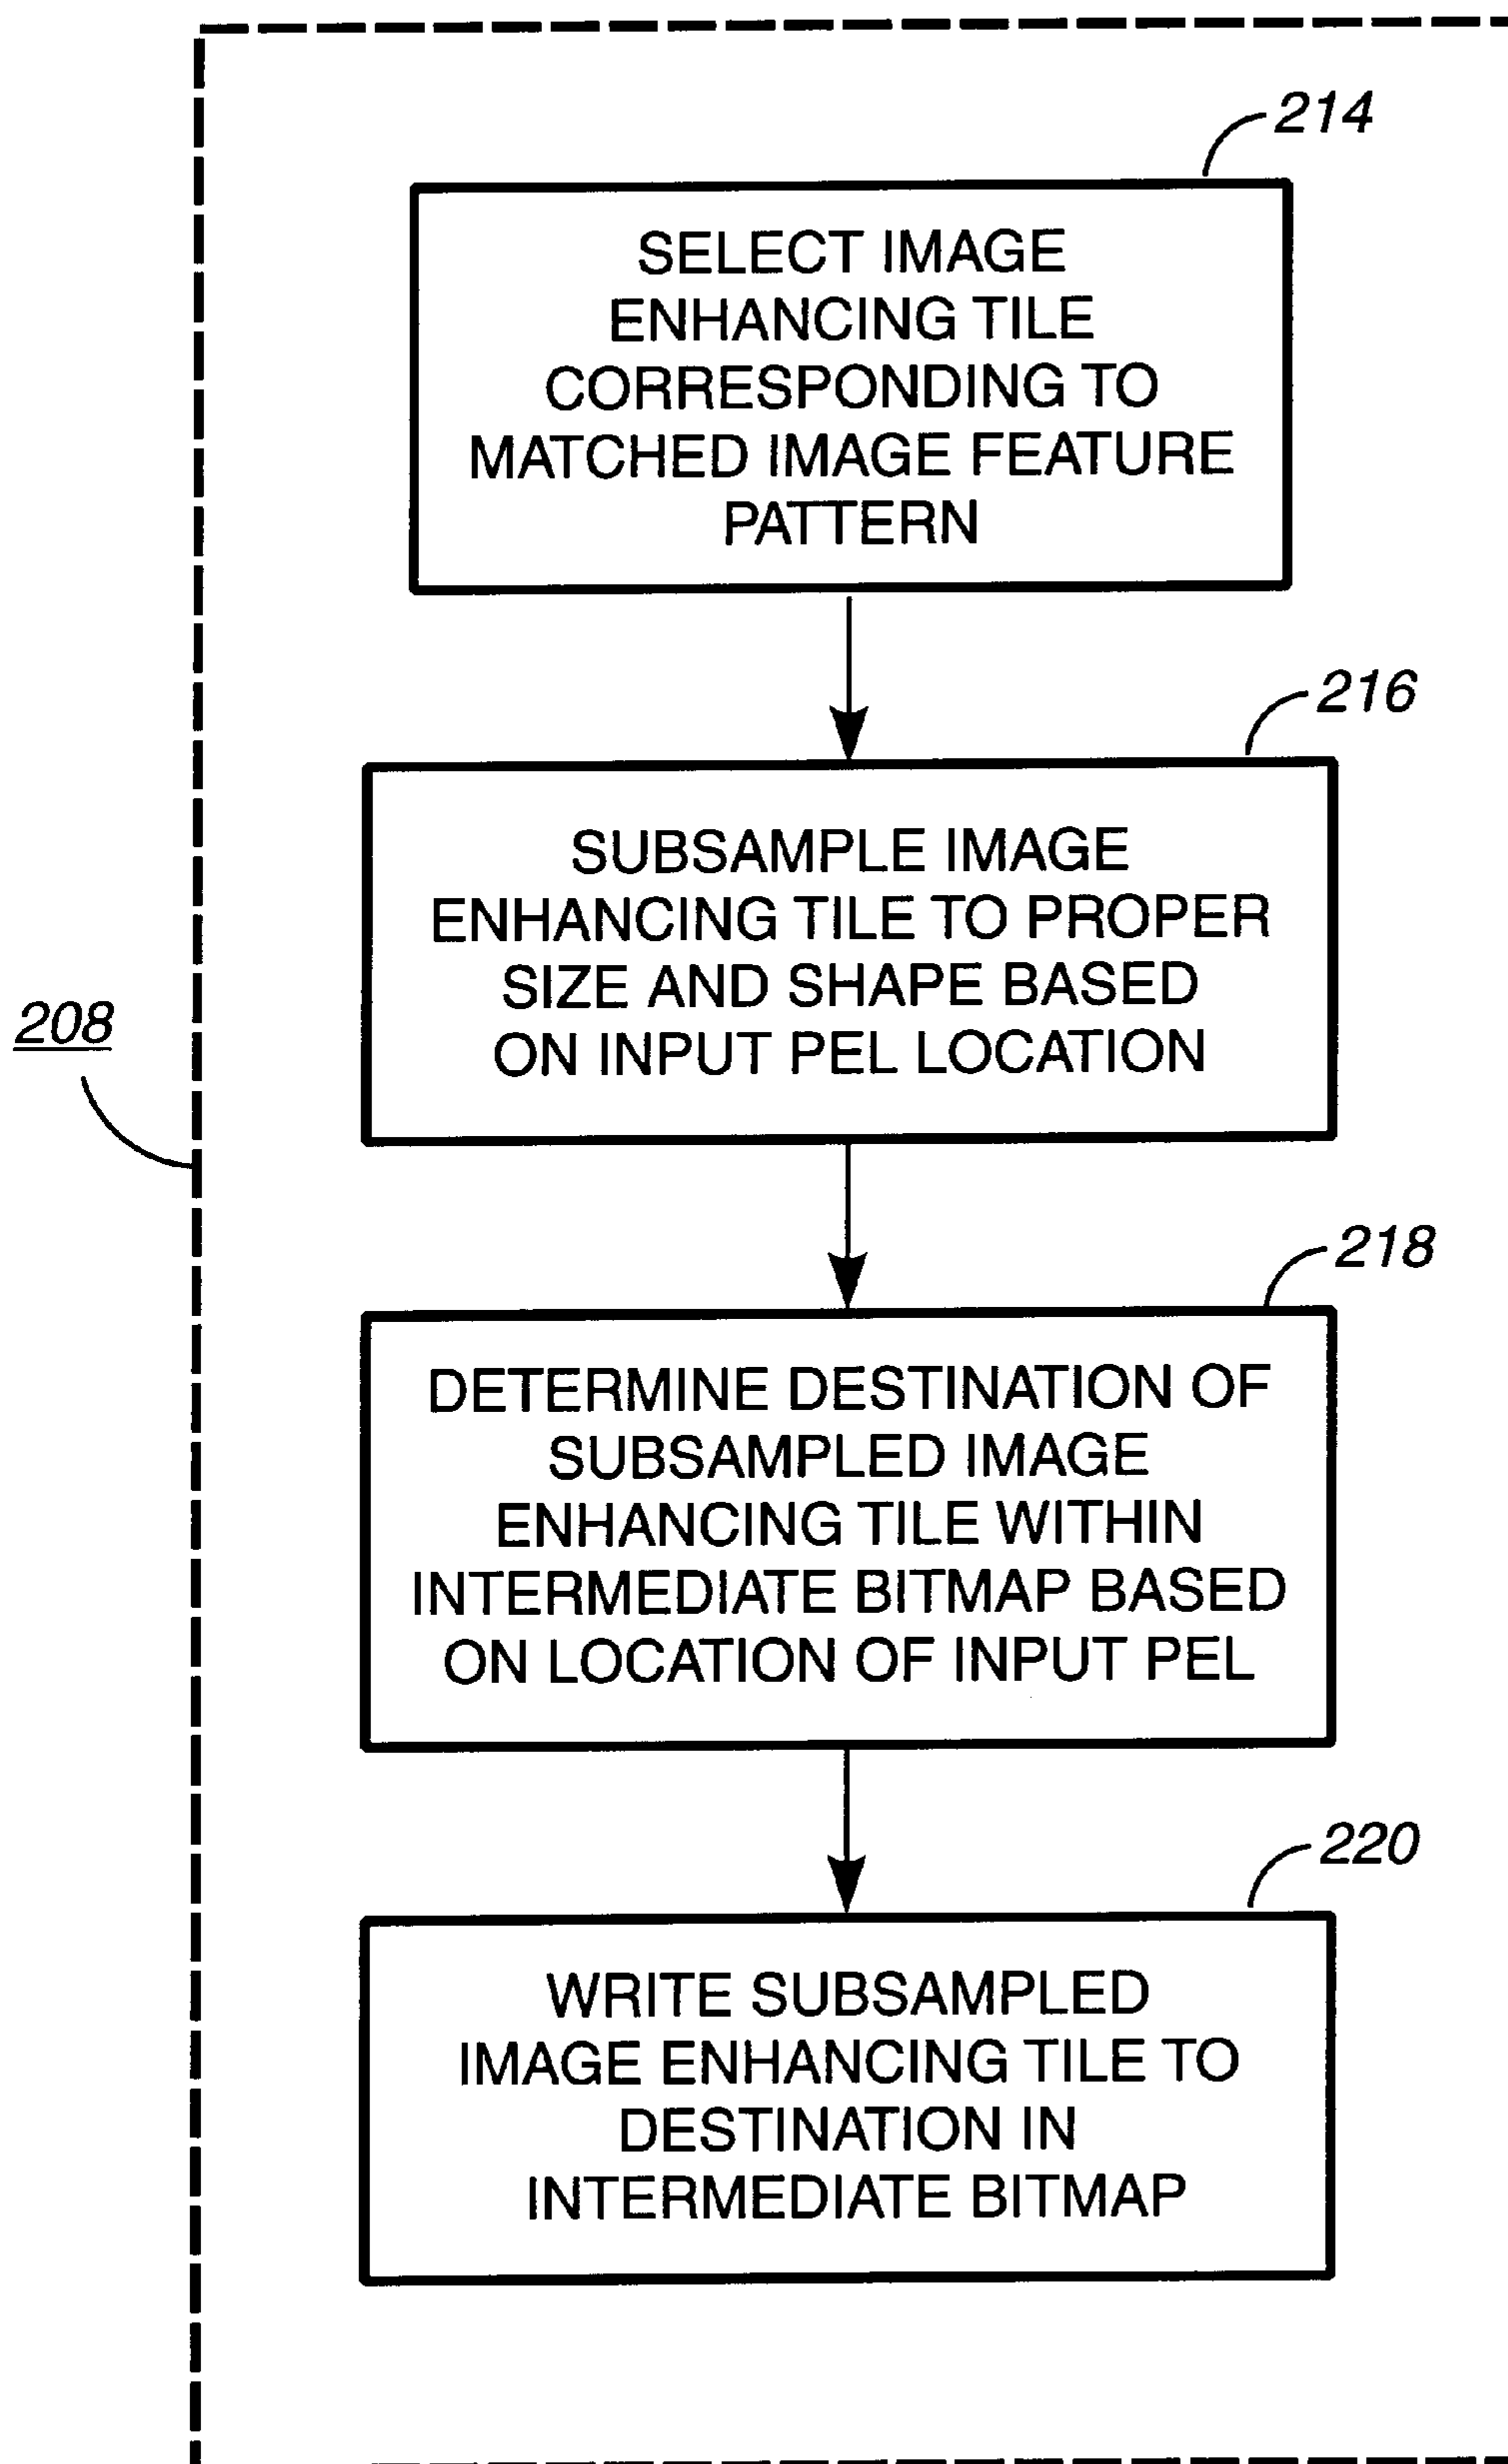 214
SELECT IMAGE
ENHANCING TILE
CORRESPONDING TO
MATCHED IMAGE FEATURE
PATTERN
216
SUBSAMPLE IMAGE
ENHANCING TILE TO PROPER
SIZE AND SHAPE BASED
ON INPUT PEL LOCATION
208
218
DETERMINE DESTINATION OF
SUBSAMPLED IMAGE
ENHANCING TILE WITHIN
INTERMEDIATE BITMAP BASED
ON LOCATION OF INPUT PEL
220
WRITE SUBSAMPLED
IMAGE ENHANCING TILE TO
DESTINATION IN
INTERMEDIATE BITMAP